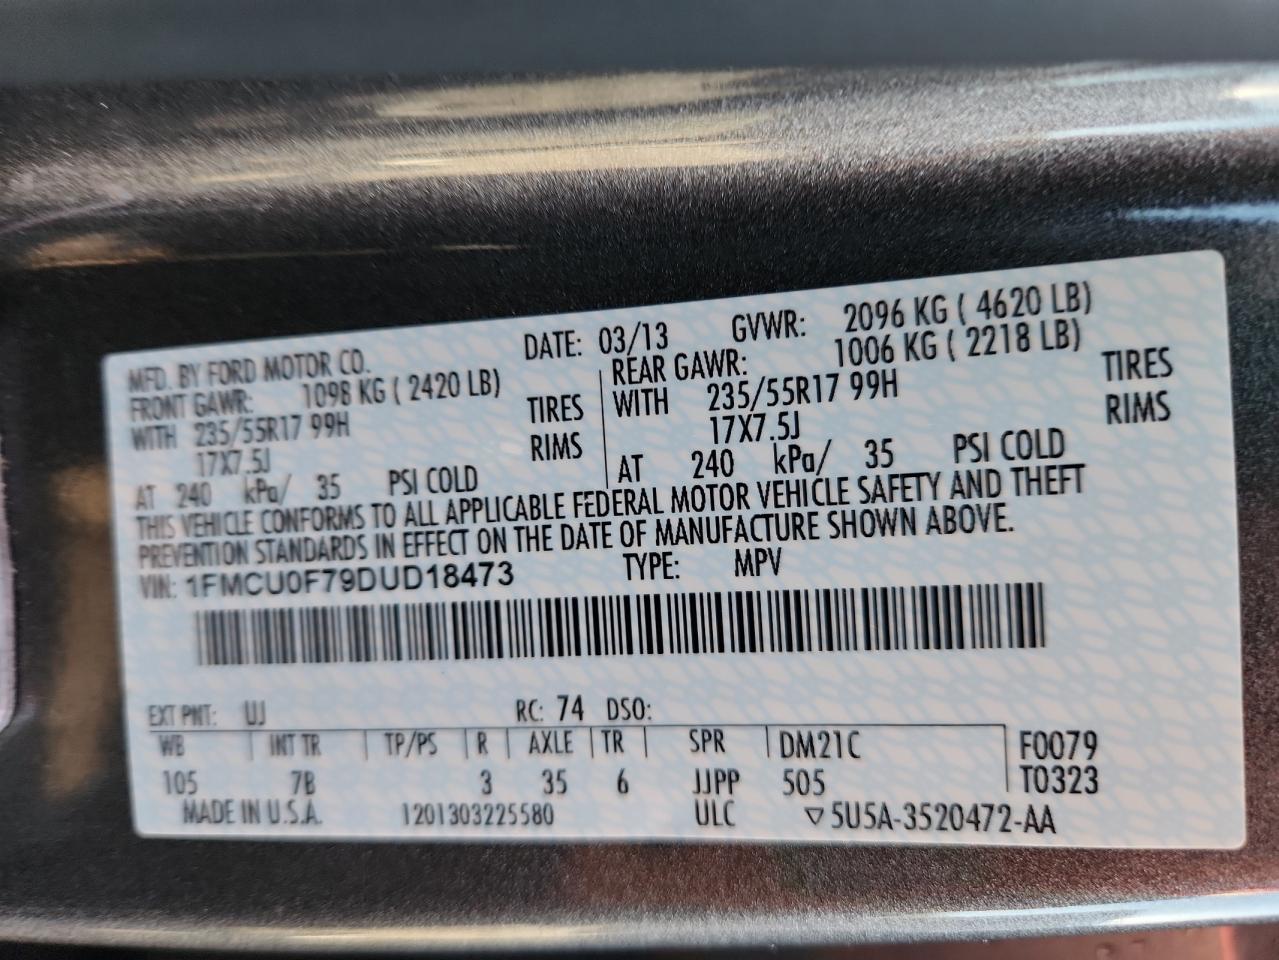 MFD. BY FORD MOTOR CO. DATE: 03/13 GVWR: 2096 KG ( 4620 LB)
FRONT GAWR: 1098 KG ( 2420 LB) REAR GAWR: 1006 KG ( 2218 LB)
WITH 235/55R17 99H TIRES WITH 235/55R17 99H TIRES
17X7.5J RIMS 17X7.5J RIMS
AT 240 kPa/ 35 PSI COLD AT 240 kPa/ 35 PSI COLD
THIS VEHICLE CONFORMS TO ALL APPLICABLE FEDERAL MOTOR VEHICLE SAFETY AND THEFT
PREVENTION STANDARDS IN EFFECT ON THE DATE OF MANUFACTURE SHOWN ABOVE.
VIN: 1FMCU0F79DUD18473 TYPE: MPV
EXT PNT: UJ RC: 74 DSO:
WB INT TR TP/PS R AXLE TR SPR DM21C F0079
105 7B 3 35 6 JJPP 505 T0323
MADE IN U.S.A. 1201303225580 ULC ▽5U5A-3520472-AA